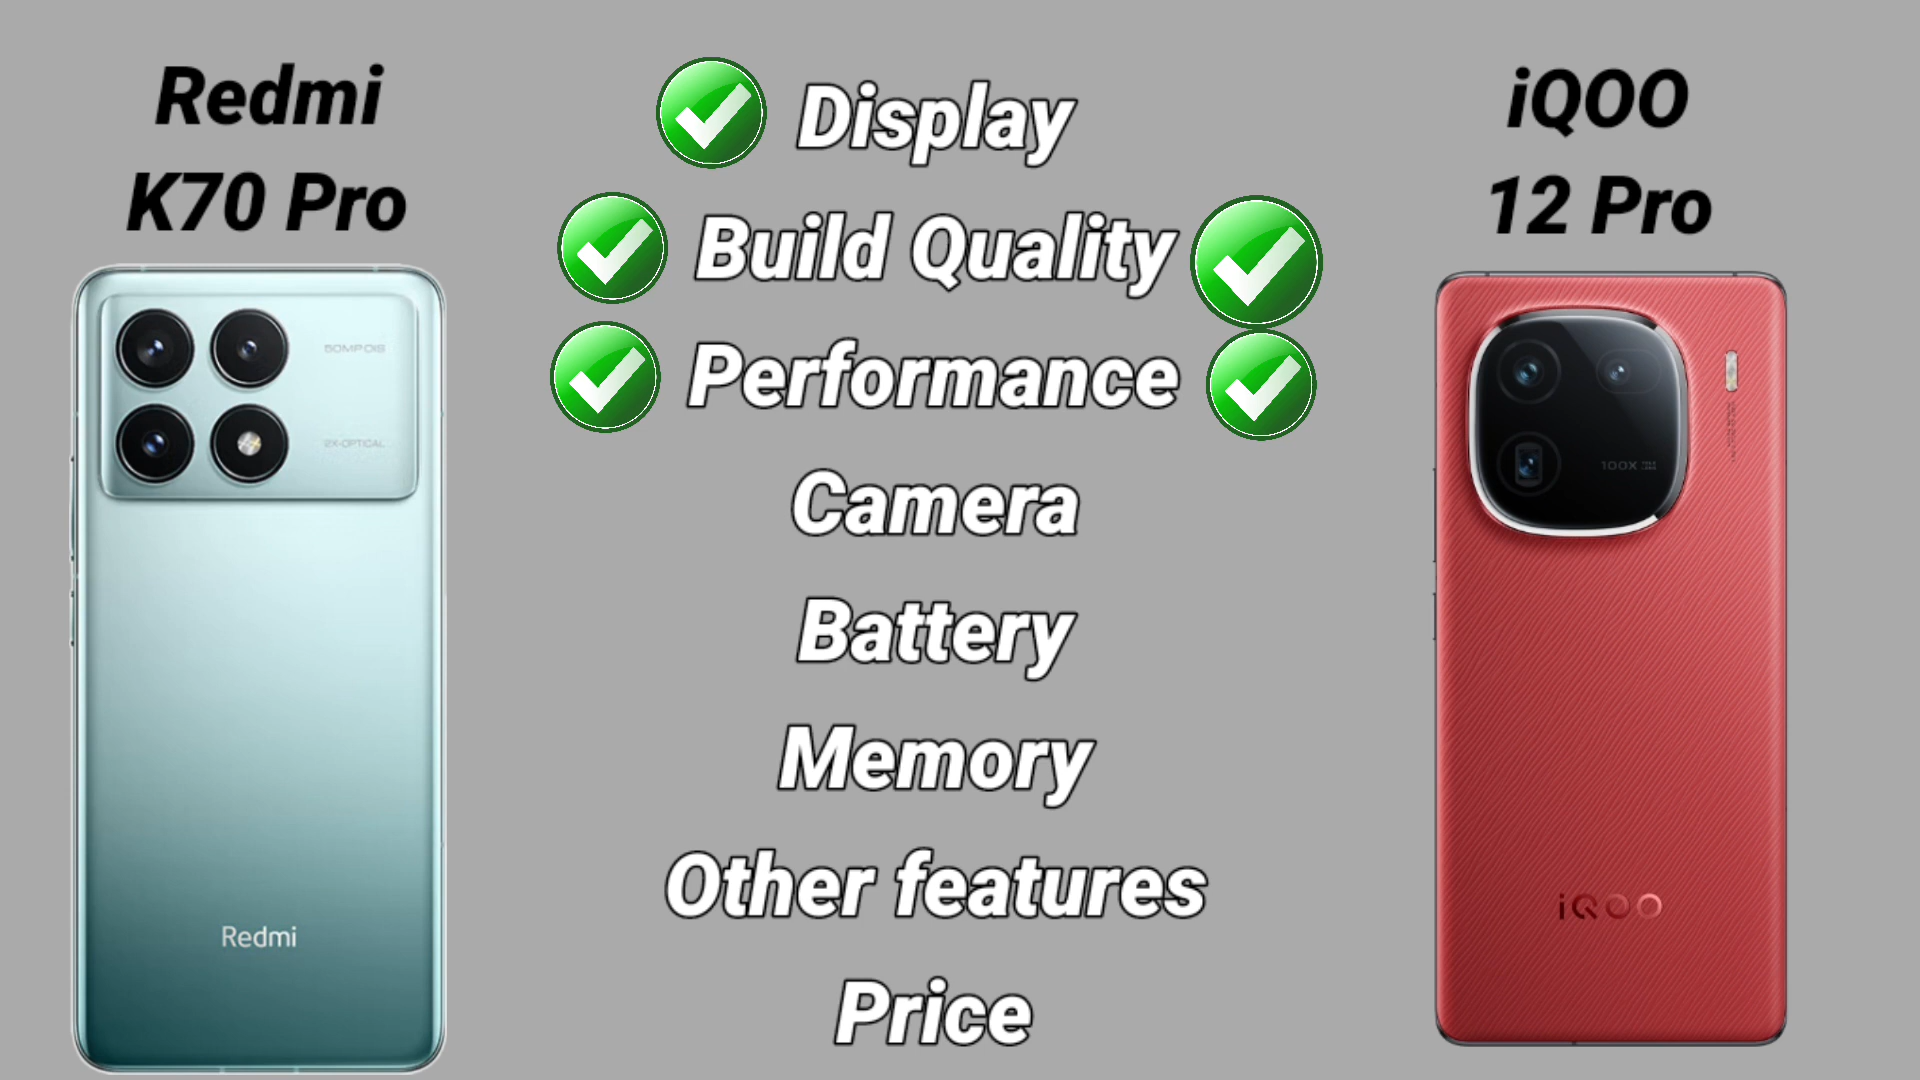 Redmi
K70 Pro
iQOO
12 Pro
Display
Build Quality
Performance
Camera
Battery
Memory
Other features
Price
50MP OIS
2X-OPTICAL
Redmi
100X
iQOO